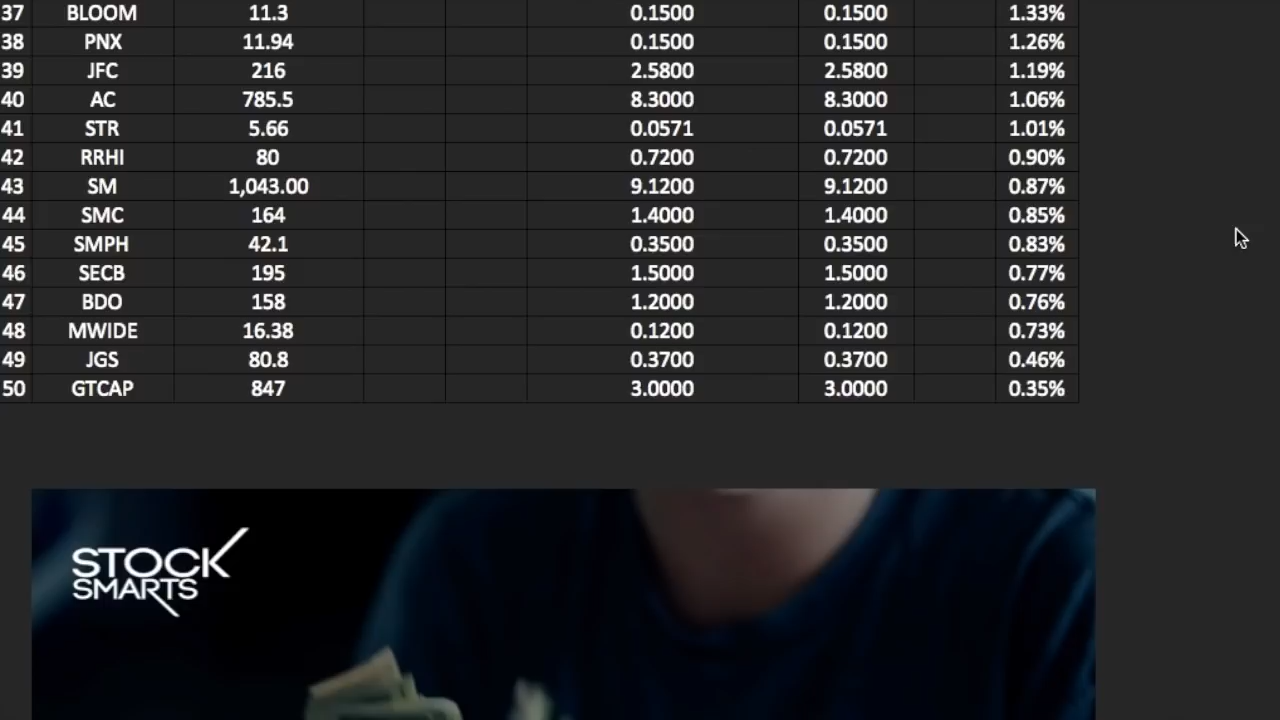 37 BLOOM 11.3 0.1500 0.1500 1.33%
38 PNX 11.94 0.1500 0.1500 1.26%
39 JFC 216 2.5800 2.5800 1.19%
40 AC 785.5 8.3000 8.3000 1.06%
41 STR 5.66 0.0571 0.0571 1.01%
42 RRHI 80 0.7200 0.7200 0.90%
43 SM 1,043.00 9.1200 9.1200 0.87%
44 SMC 164 1.4000 1.4000 0.85%
45 SMPH 42.1 0.3500 0.3500 0.83%
46 SECB 195 1.5000 1.5000 0.77%
47 BDO 158 1.2000 1.2000 0.76%
48 MWIDE 16.38 0.1200 0.1200 0.73%
49 JGS 80.8 0.3700 0.3700 0.46%
50 GTCAP 847 3.0000 3.0000 0.35%
STOCK
SMARTS